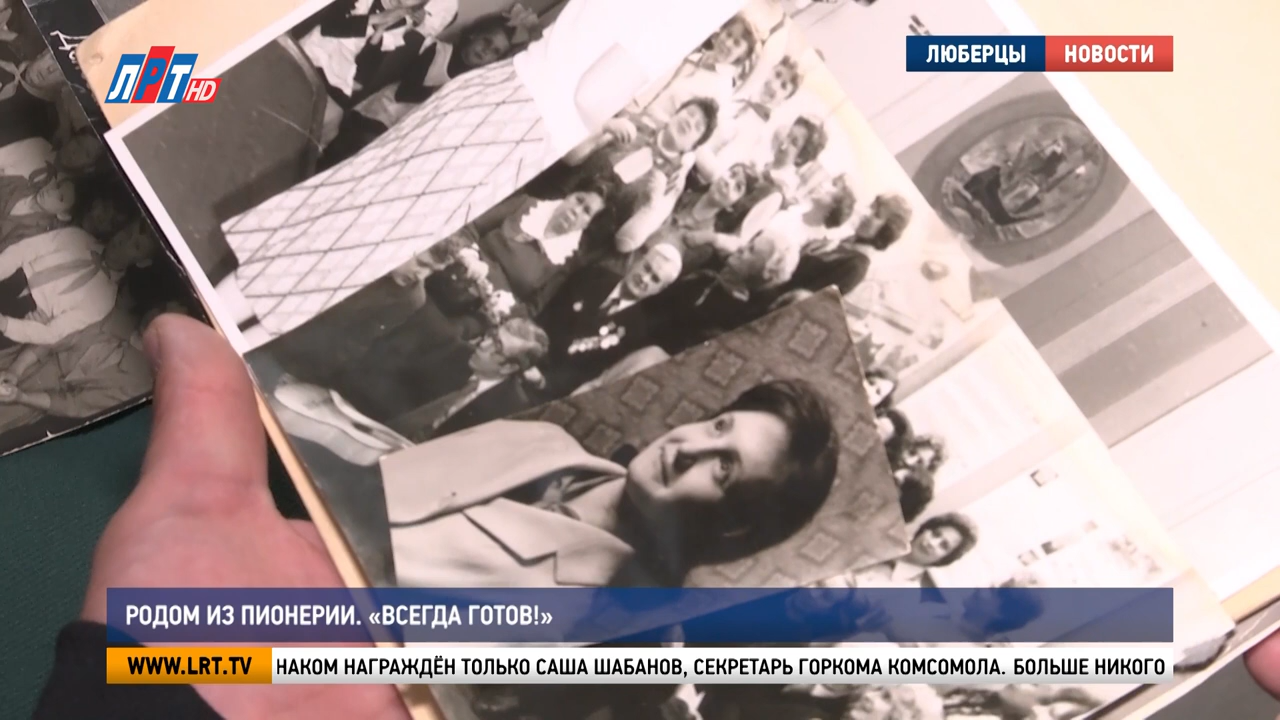 ЛРТ HD
ЛЮБЕРЦЫ НОВОСТИ
РОДОМ ИЗ ПИОНЕРИИ. «ВСЕГДА ГОТОВ!»
WWW.LRT.TV НАКОМ НАГРАЖДЁН ТОЛЬКО САША ШАБАНОВ, СЕКРЕТАРЬ ГОРКОМА КОМСОМОЛА. БОЛЬШЕ НИКОГО